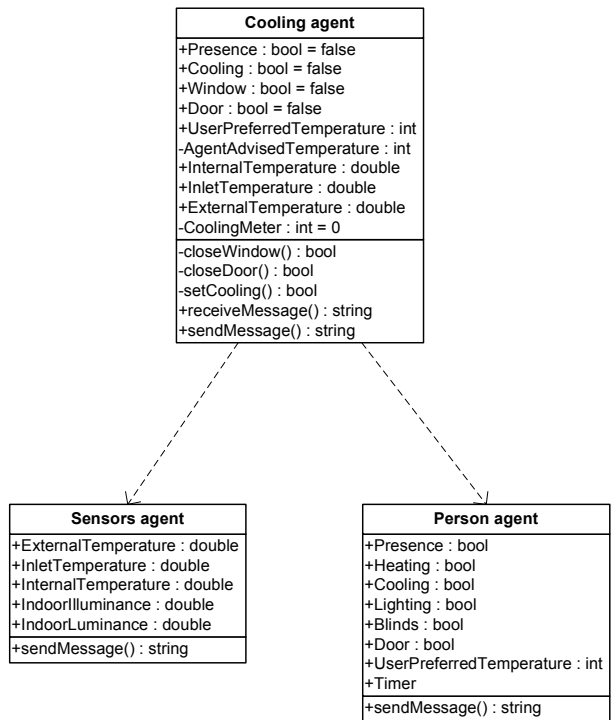 Cooling agent
+Presence : bool = false
+Cooling : bool = false
+Window : bool = false
+Door : bool = false
+UserPreferredTemperature : int
-AgentAdvisedTemperature : int
+InternalTemperature : double
+InletTemperature : double
+ExternalTemperature : double
-CoolingMeter : int = 0
-closeWindow() : bool
-closeDoor() : bool
-setCooling() : bool
+receiveMessage() : string
+sendMessage() : string
Sensors agent
+ExternalTemperature : double
+InletTemperature : double
+InternalTemperature : double
+IndoorIlluminance : double
+IndoorLuminance : double
+sendMessage() : string
Person agent
+Presence : bool
+Heating : bool
+Cooling : bool
+Lighting : bool
+Blinds : bool
+Door : bool
+UserPreferredTemperature : int
+Timer
+sendMessage() : string